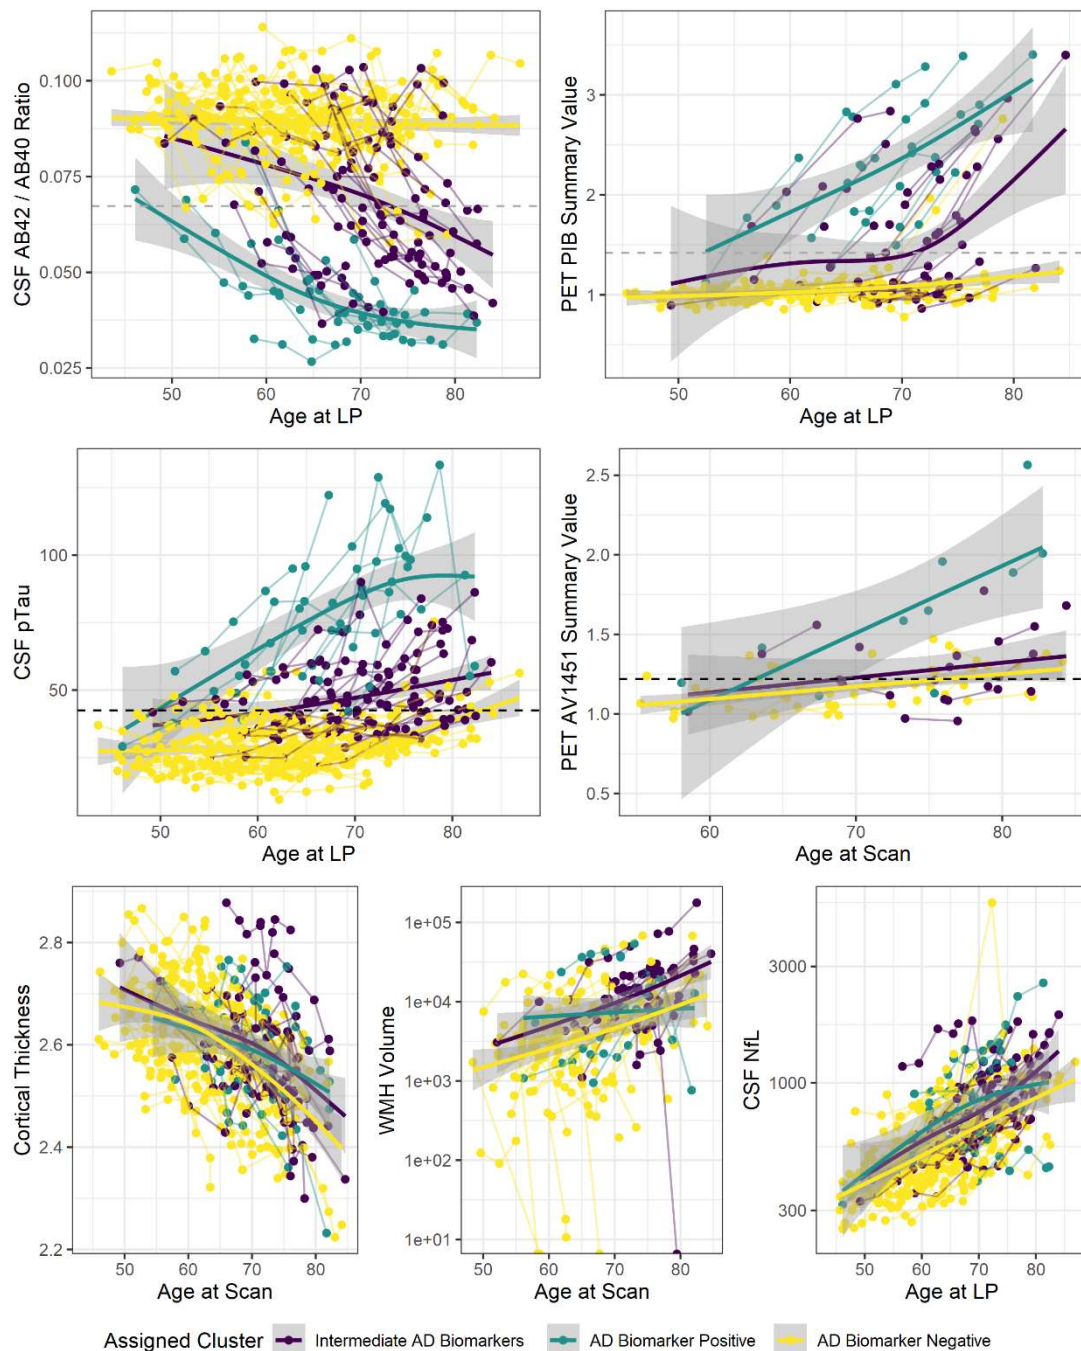 CSF AB42 / AB40 Ratio
0.100
0.075
0.050
0.025
50 60 70 80
Age at LP
PET PIB Summary Value
3
2
1
50 60 70 80
Age at LP
CSF pTau
100
50
50 60 70 80
Age at LP
PET AV1451 Summary Value
2.5
2.0
1.5
1.0
0.5
60 70 80
Age at Scan
Cortical Thickness
2.8
2.6
2.4
2.2
50 60 70 80
Age at Scan
WMH Volume
1e+05
1e+04
1e+03
1e+02
1e+01
50 60 70 80
Age at Scan
CSF NfL
3000
1000
300
50 60 70 80
Age at LP
Assigned Cluster Intermediate AD Biomarkers AD Biomarker Positive AD Biomarker Negative